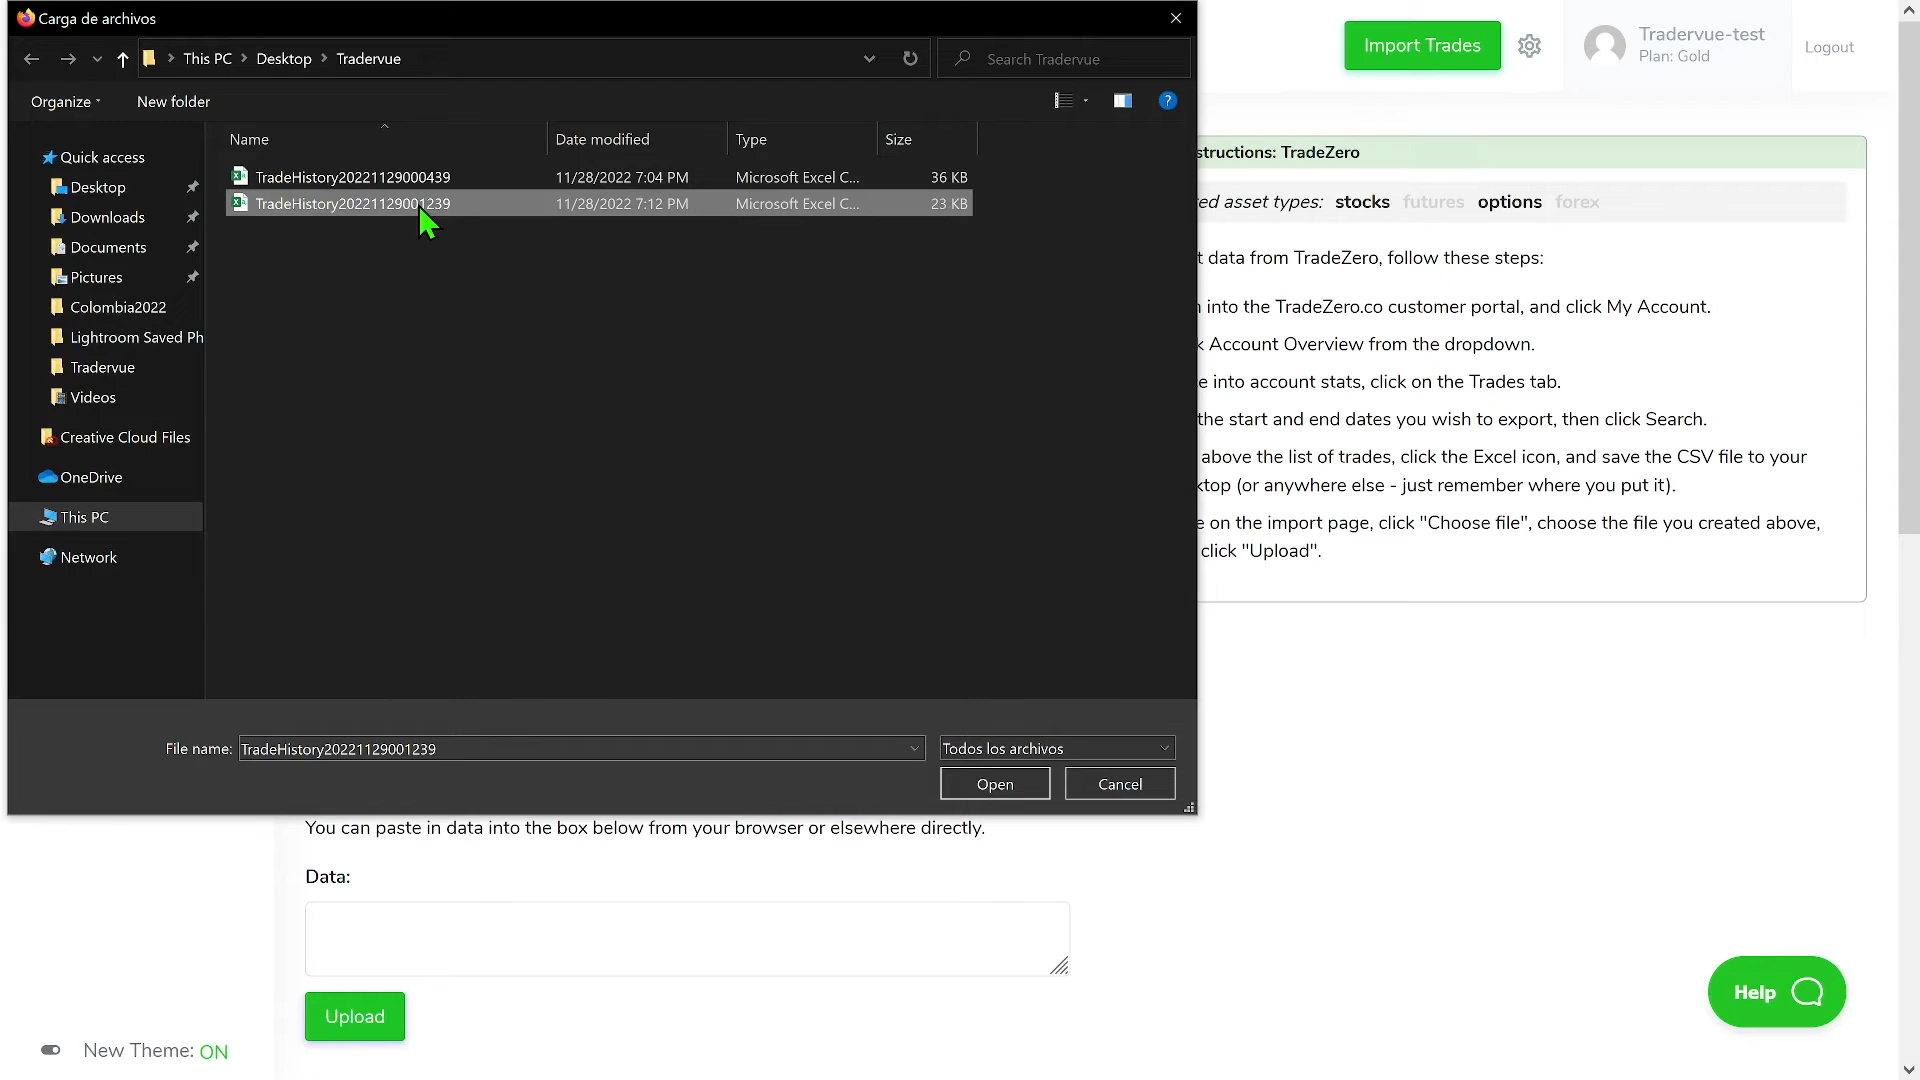 Carga de archivos
This PC
Desktop
Tradervue
Search Tradervue
Organize
New folder
Name
Date modified
Type
Size
Quick access
Desktop
Downloads
Documents
Pictures
Colombia2022
Lightroom Saved Ph
Tradervue
Videos
Creative Cloud Files
OneDrive
This PC
Network
TradeHistory20221129000439 11/28/2022 7:04 PM Microsoft Excel C... 36 KB
TradeHistory20221129001239 11/28/2022 7:12 PM Microsoft Excel C... 23 KB
File name: TradeHistory20221129001239
Todos los archivos
Open
Cancel
Import Trades
Tradervue-test
Plan: Gold
Logout
structions: TradeZero
ed asset types: stocks futures options forex
t data from TradeZero, follow these steps:
n into the TradeZero.co customer portal, and click My Account.
k Account Overview from the dropdown.
e into account stats, click on the Trades tab.
the start and end dates you wish to export, then click Search.
above the list of trades, click the Excel icon, and save the CSV file to your
ktop (or anywhere else - just remember where you put it).
e on the import page, click "Choose file", choose the file you created above,
click "Upload".
You can paste in data into the box below from your browser or elsewhere directly.
Data:
Upload
New Theme: ON
Help